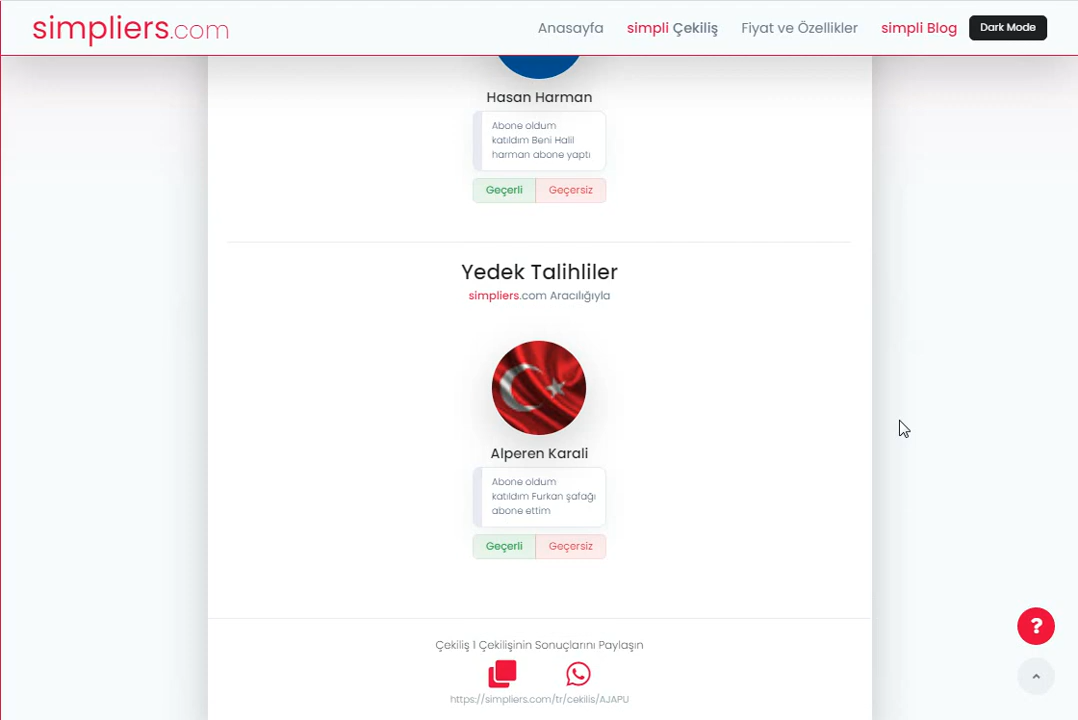 simpliers.com
Anasayfa
simpli Çekiliş
Fiyat ve Özellikler
simpli Blog
Dark Mode
Hasan Harman
Abone oldum
katıldım Beni Halil
harman abone yaptı
Geçerli
Geçersiz
Yedek Talihliler
simpliers.com Aracılığıyla
Alperen Karali
Abone oldum
katıldım Furkan şafağı
abone ettim
Geçerli
Geçersiz
Çekiliş 1 Çekilişinin Sonuçlarını Paylaşın
https://simpliers.com/tr/cekilis/AJAPU
?